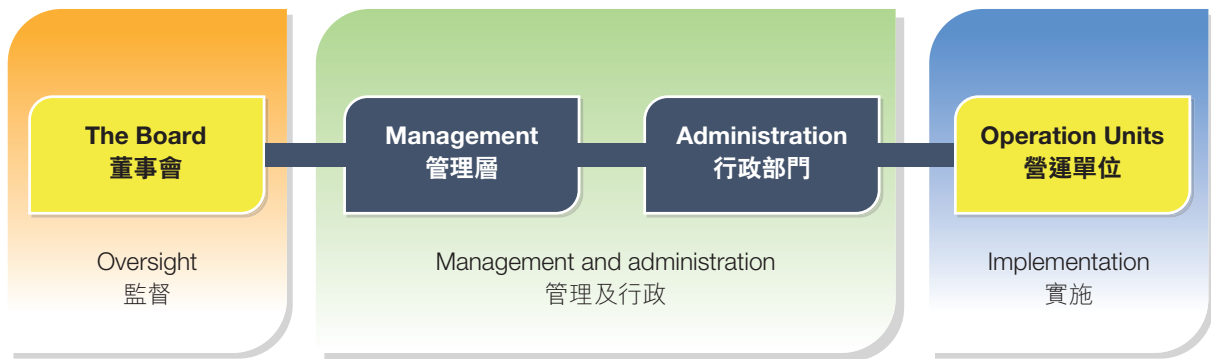 The Board
董事會
Management
管理層
Administration
行政部門
Operation Units
營運單位
Oversight
監督
Management and administration
管理及行政
Implementation
實施